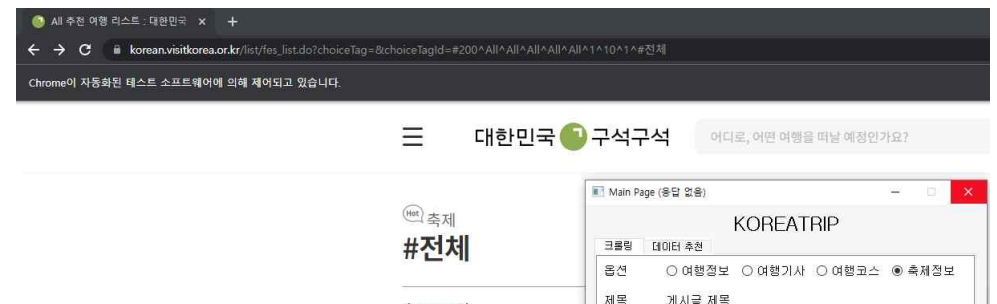 All 추천 여행 리스트 : 대한민국
korean.visitkorea.or.kr/list/fes_list.do?choiceTag=&choiceTagId=#200^All^All^All^All^All^1^10^1^#전체
Chrome이 자동화된 테스트 소프트웨어에 의해 제어되고 있습니다.
대한민국 구석구석
어디로, 어떤 여행을 떠날 예정인가요?
Main Page (응답 없음)
Hot 축제
#전체
KOREATRIP
크롤링 데이터 추천
옵션 여행정보 여행기사 여행코스 축제정보
제목 게시글 제목